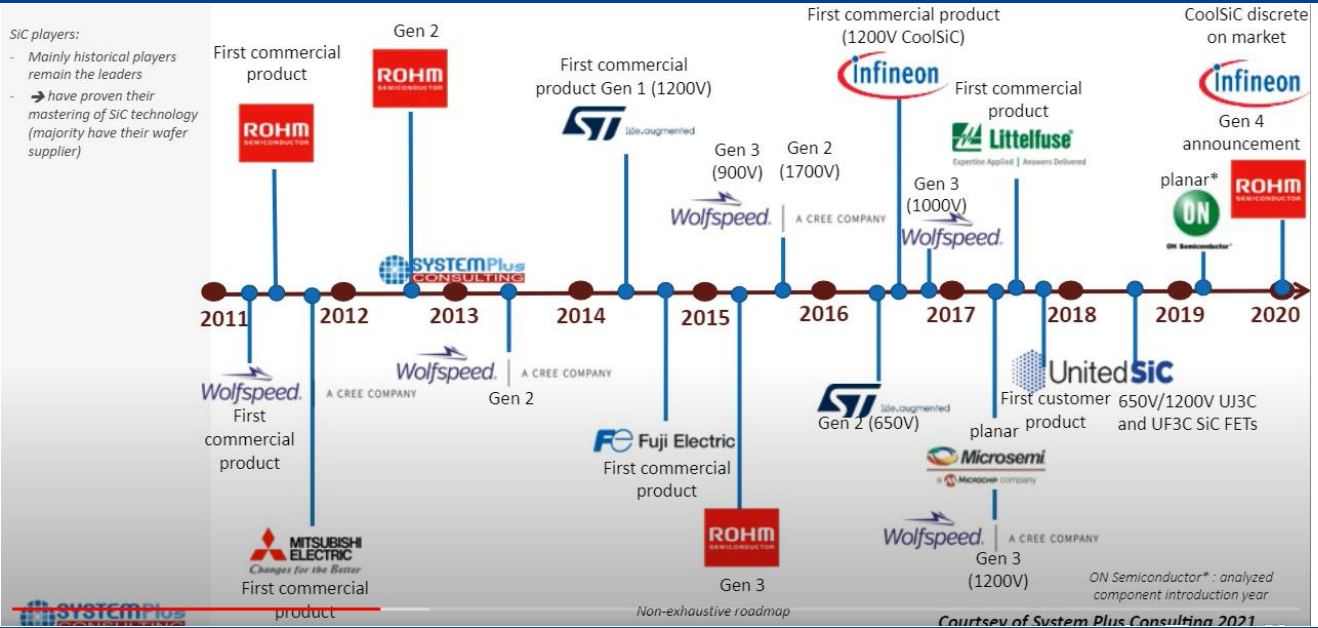 SiC players:
- Mainly historical players
remain the leaders
- ➔ have proven their
mastering of SiC technology
(majority have their wafer
supplier)
First commercial
product
ROHM
SEMICONDUCTOR
Gen 2
ROHM
SEMICONDUCTOR
First commercial
product Gen 1 (1200V)
ST life.augmented
Gen 3
(900V)
Gen 2
(1700V)
Wolfspeed. | A CREE COMPANY
First commercial product
(1200V CoolSiC)
infineon
First commercial
product
Littelfuse®
Expertise Applied | Answers Delivered
Gen 3
(1000V)
Wolfspeed.
planar*
ON
ON Semiconductor®
CoolSiC discrete
on market
infineon
Gen 4
announcement
ROHM
SEMICONDUCTOR
SYSTEMPlus
CONSULTING
2011
2012
2013
2014
2015
2016
2017
2018
2019
2020
Wolfspeed. | A CREE COMPANY
First
commercial
product
MITSUBISHI
ELECTRIC
Changes for the Better
First commercial
product
Wolfspeed. | A CREE COMPANY
Gen 2
Fe Fuji Electric
First commercial
product
ROHM
SEMICONDUCTOR
Gen 3
ST life.augmented
Gen 2 (650V)
planar
Microsemi
a MICROCHIP company
Wolfspeed. | A CREE COMPANY
Gen 3
(1200V)
UnitedSiC
First customer
product
650V/1200V UJ3C
and UF3C SiC FETs
ON Semiconductor* : analyzed
component introduction year
SYSTEMPlus
CONSULTING
Non-exhaustive roadmap
Courtsey of System Plus Consulting 2021